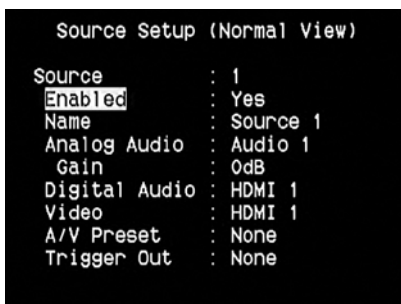 Source Setup (Normal View)
Source : 1
Enabled : Yes
Name : Source 1
Analog Audio : Audio 1
Gain : 0dB
Digital Audio : HDMI 1
Video : HDMI 1
A/V Preset : None
Trigger Out : None